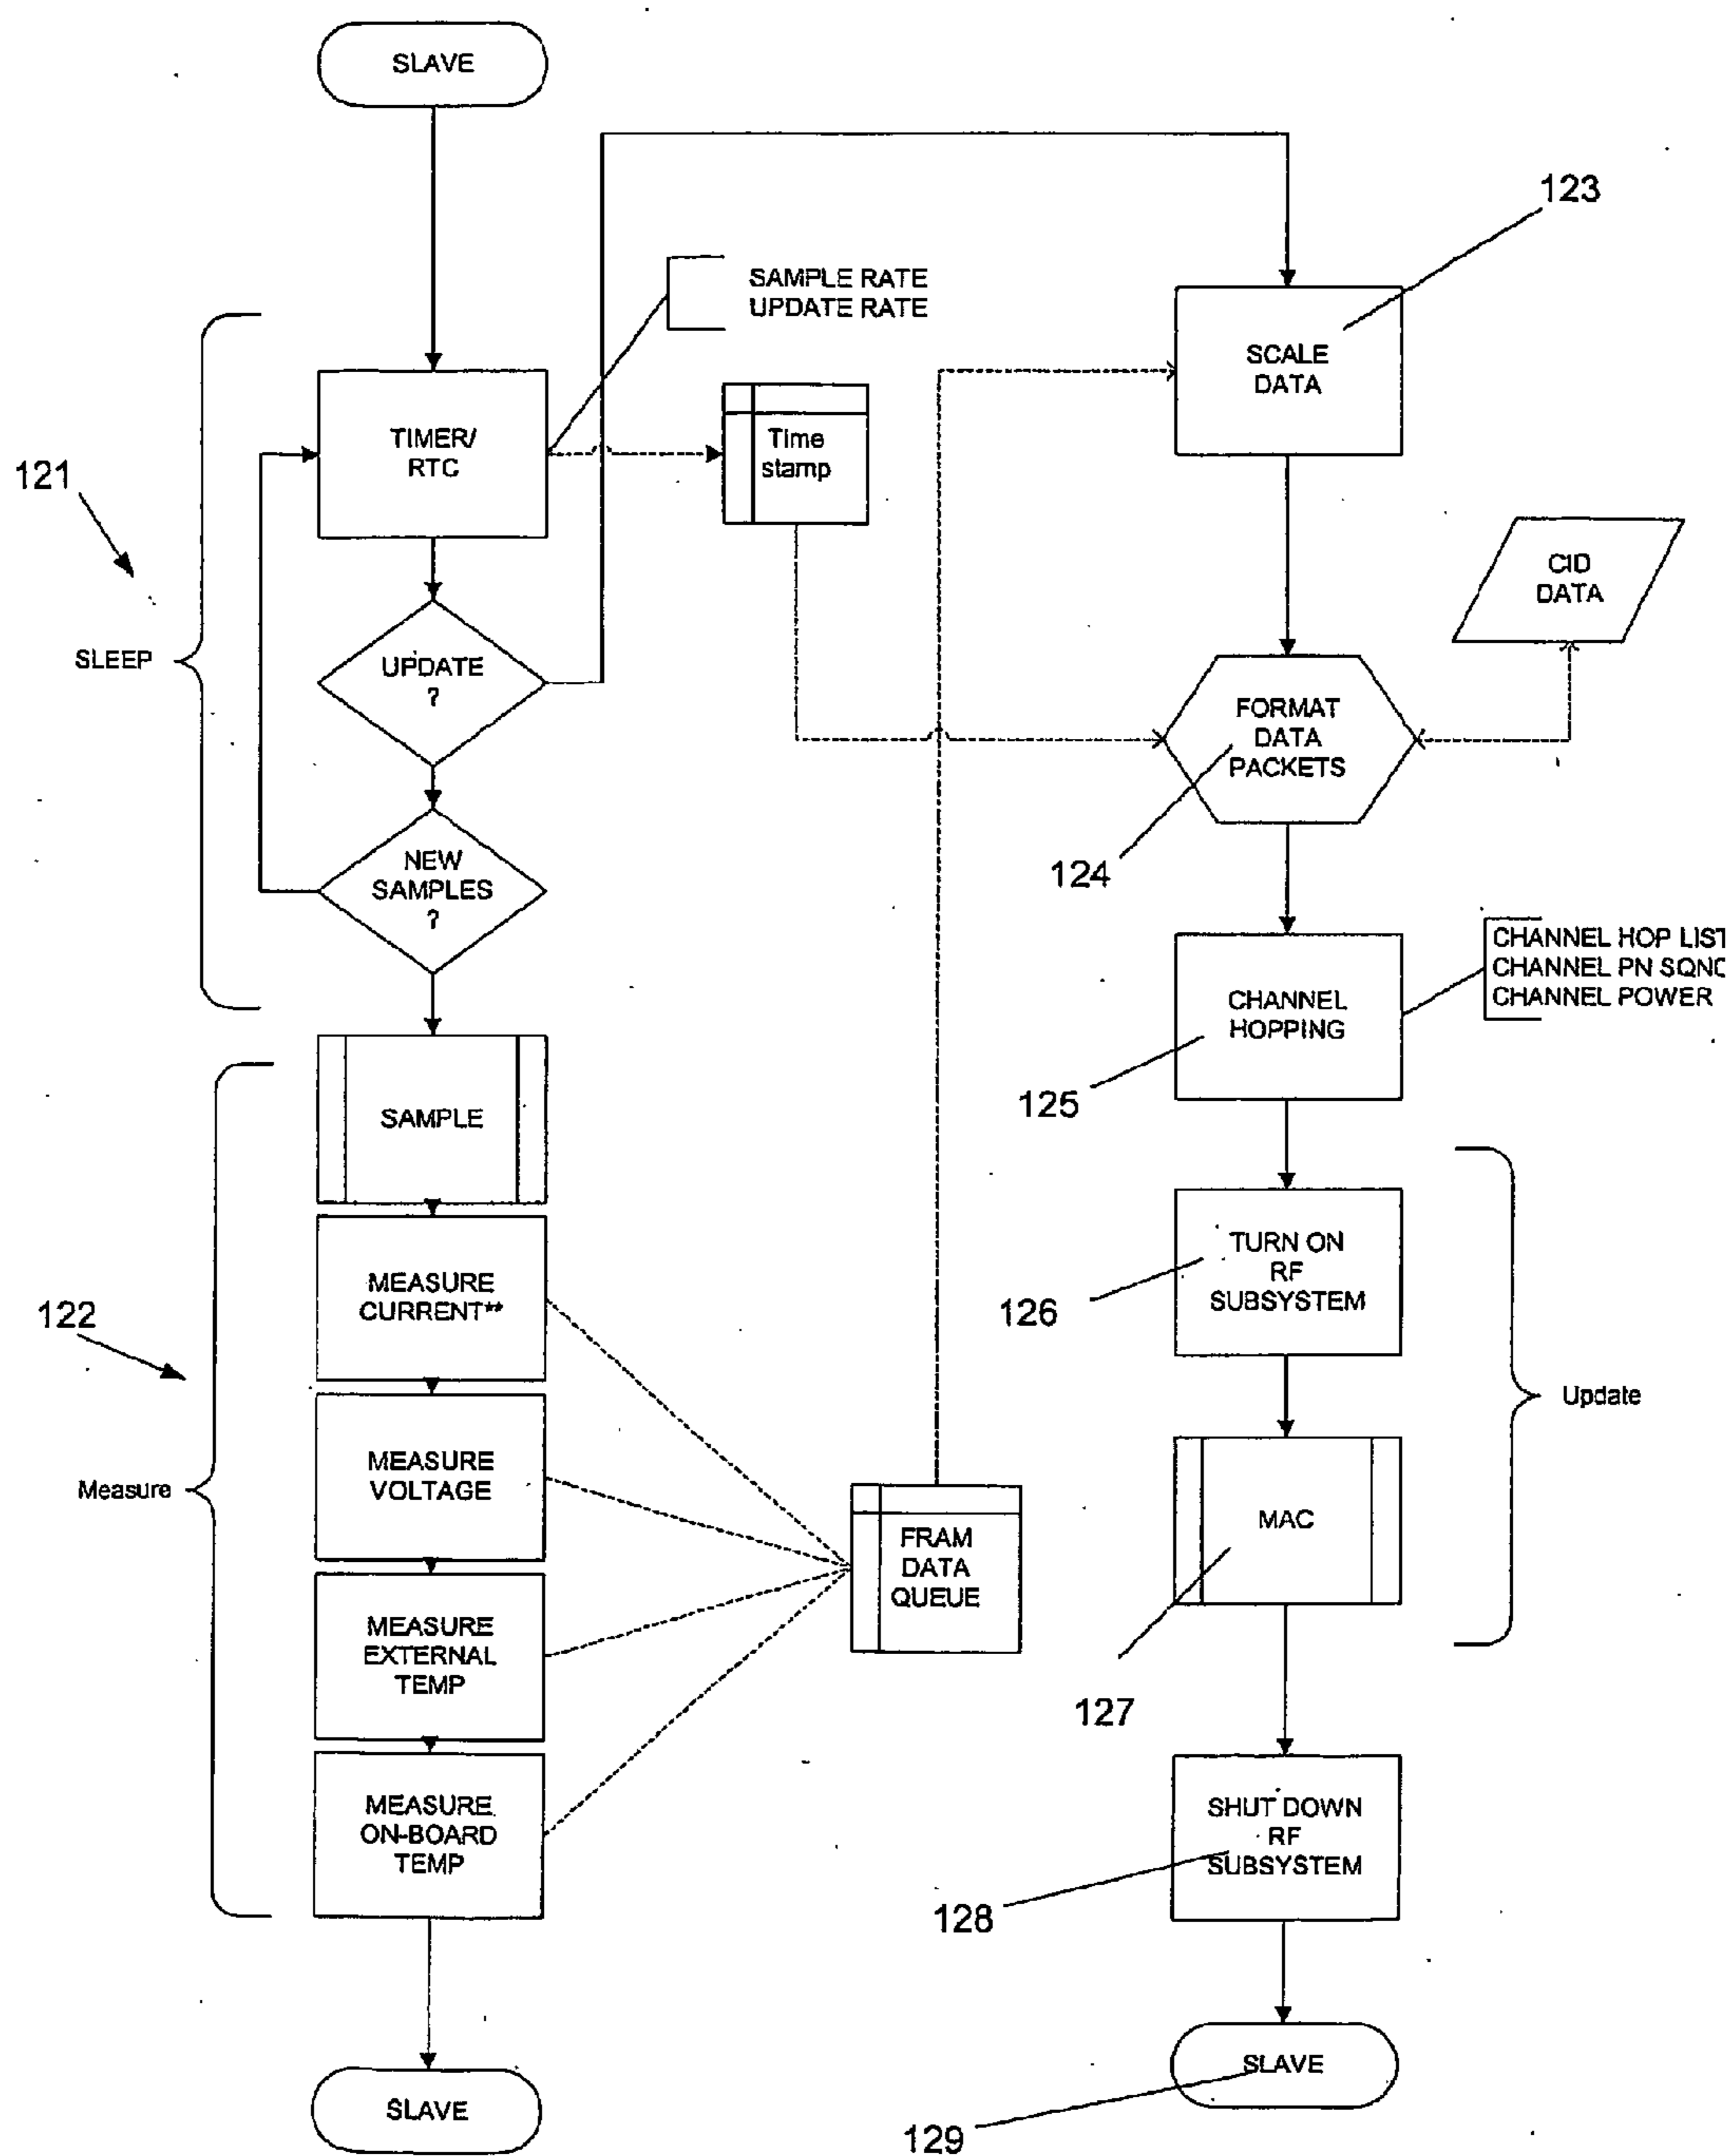 SLAVE
123
SAMPLE RATE
UPDATE RATE
SCALE
DATA
TIMER/
RTC
Time
stamp
121
CID
DATA
SLEEP
UPDATE
?
FORMAT
DATA
PACKETS
124
NEW
SAMPLES
?
CHANNEL HOP LIST
CHANNEL PN SQNC
CHANNEL POWER
CHANNEL
HOPPING
125
SAMPLE
TURN ON
RF
SUBSYSTEM
126
MEASURE
CURRENT**
122
Update
MEASURE
VOLTAGE
Measure
MAC
FRAM
DATA
QUEUE
MEASURE
EXTERNAL
TEMP
127
MEASURE
ON-BOARD
TEMP
SHUT DOWN
RF
SUBSYSTEM
128
SLAVE
SLAVE
129